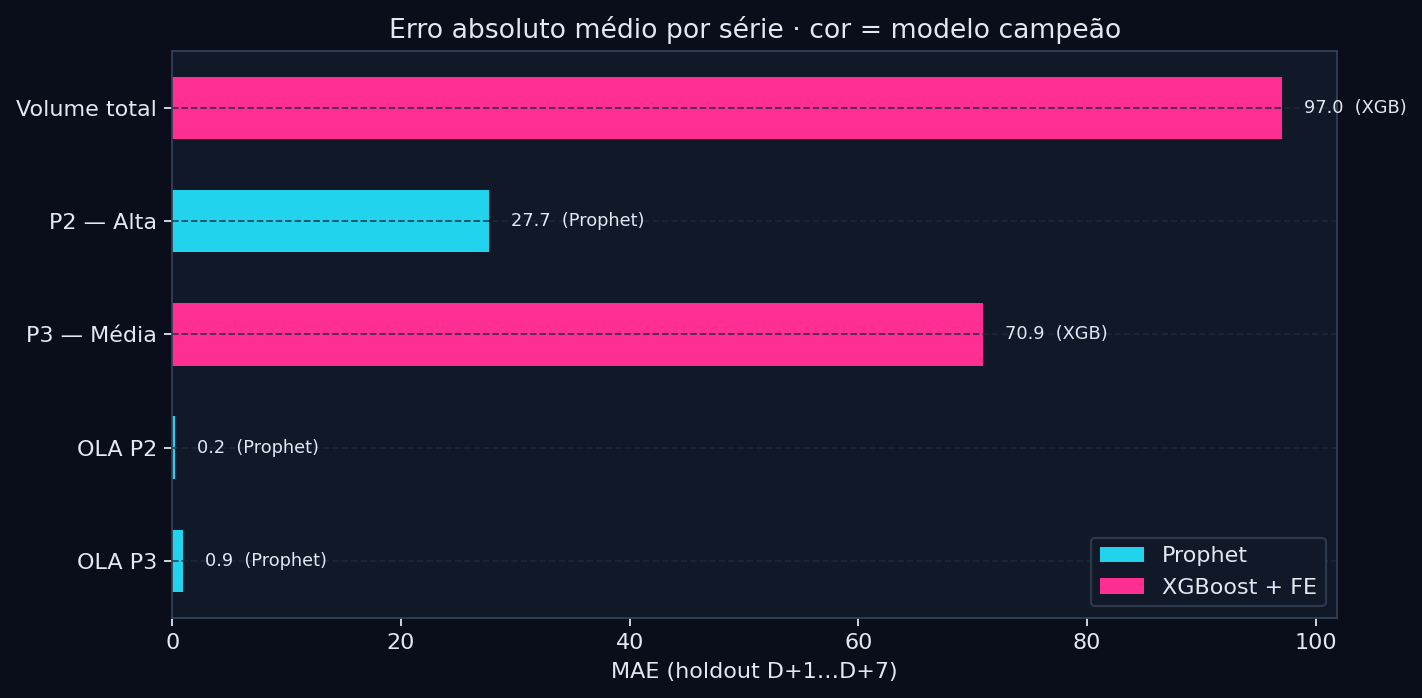 Erro absoluto médio por série · cor = modelo campeão
Volume total
97.0 (XGB)
P2 — Alta
27.7 (Prophet)
P3 — Média
70.9 (XGB)
OLA P2
0.2 (Prophet)
OLA P3
0.9 (Prophet)
Prophet
XGBoost + FE
0 20 40 60 80 100
MAE (holdout D+1…D+7)